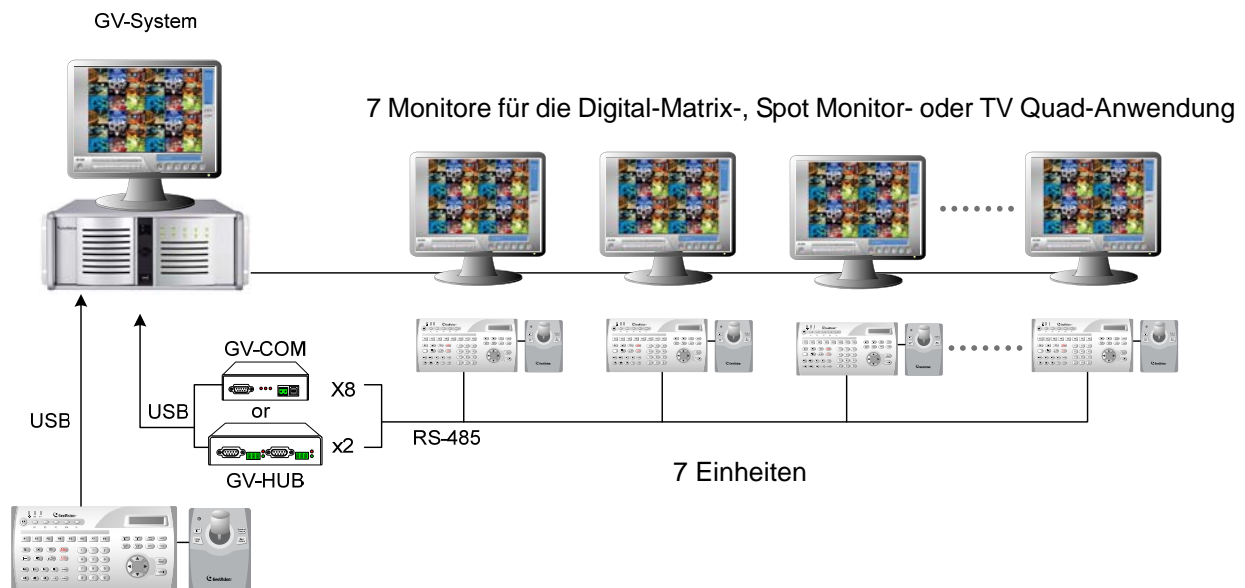 GV-System
7 Monitore für die Digital-Matrix-, Spot Monitor- oder TV Quad-Anwendung
GV-COM
X8
USB
USB
or
x2
RS-485
GV-HUB
7 Einheiten
GeoVision